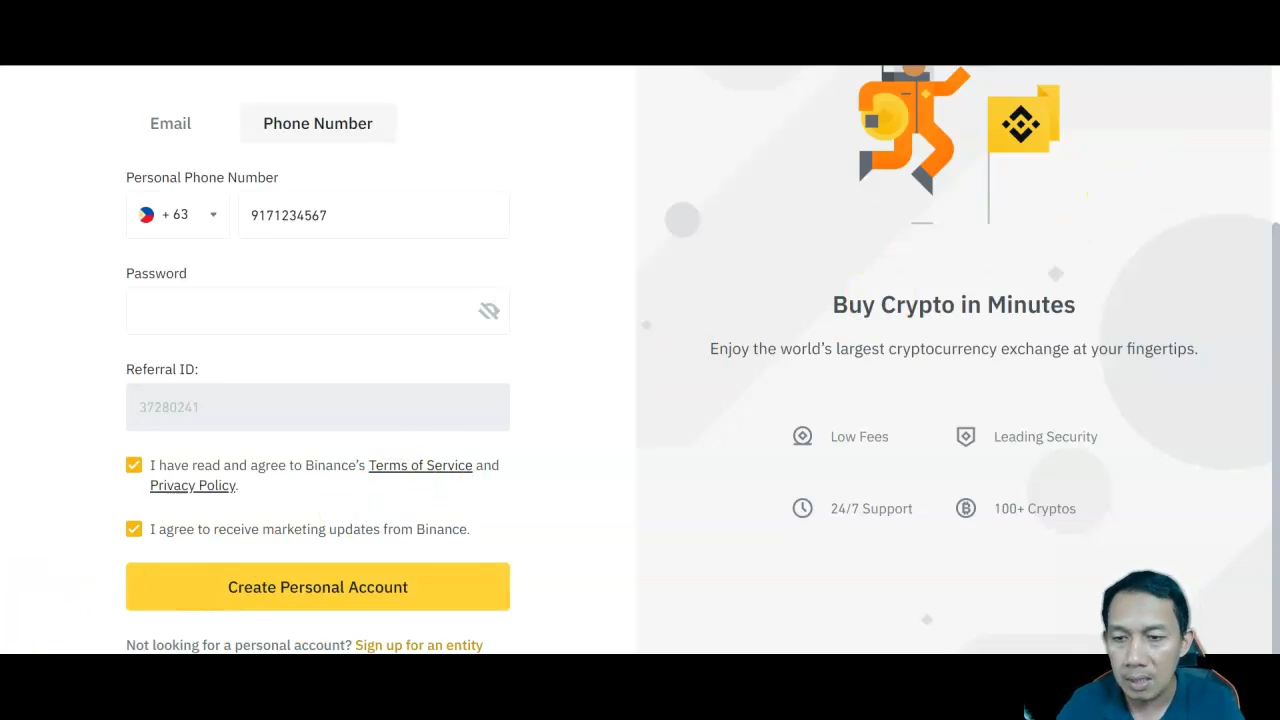 Email
Phone Number
Personal Phone Number
+ 63
9171234567
Password
Referral ID:
37280241
I have read and agree to Binance's Terms of Service and
Privacy Policy.
I agree to receive marketing updates from Binance.
Create Personal Account
Not looking for a personal account? Sign up for an entity
Buy Crypto in Minutes
Enjoy the world's largest cryptocurrency exchange at your fingertips.
Low Fees
Leading Security
24/7 Support
100+ Cryptos